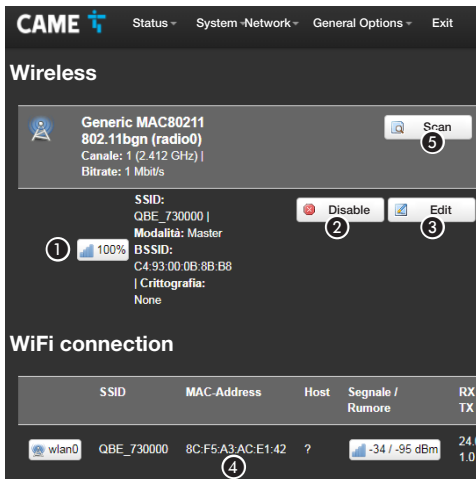 CAME Status System Network General Options Exit
Wireless
Generic MAC80211
802.11bgn (radio0)
Canale: 1 (2.412 GHz) |
Bitrate: 1 Mbit/s
Scan
5
SSID:
QBE_730000 |
Modalità: Master
BSSID:
C4:93:00:0B:8B:B8
| Crittografia:
None
1 100%
Disable
2
Edit
3
WiFi connection
SSID MAC-Address Host Segnale / Rumore RX TX
wlan0 QBE_730000 8C:F5:A3:AC:E1:42 ? -34 / -95 dBm 24.
1.0
4